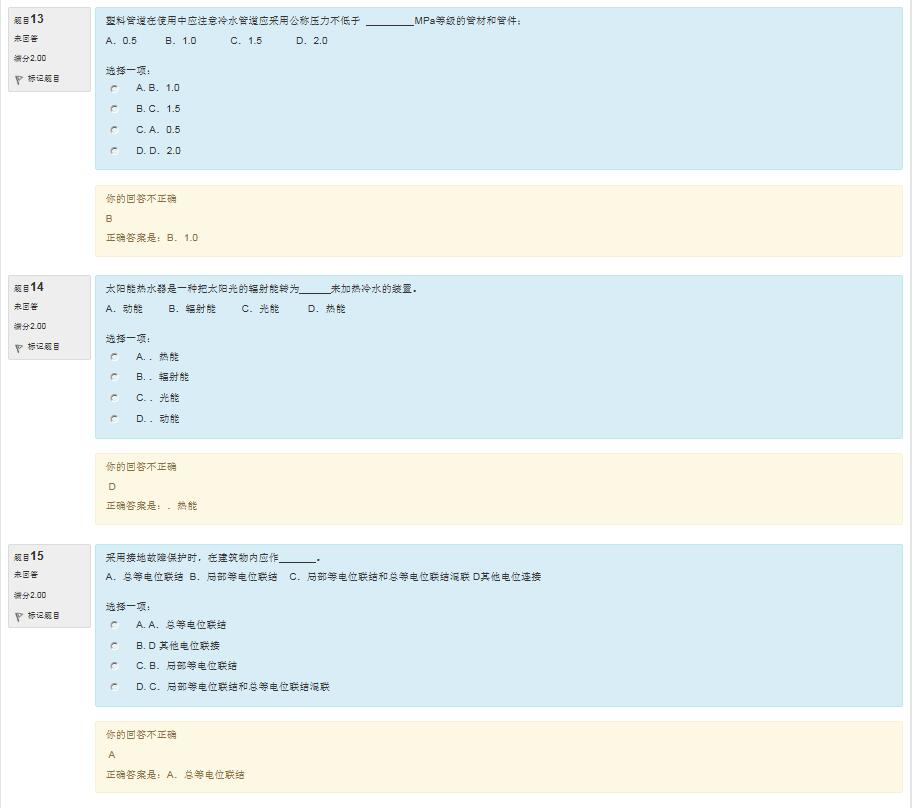 题目13
未回答
满分2.00
标记题目
塑料管道在使用中应注意冷水管道应采用公称压力不低于 _________MPa等级的管材和管件;
A．0.5 B．1.0 C．1.5 D．2.0
选择一项:
A. B．1.0
B. C．1.5
C. A．0.5
D. D．2.0
你的回答不正确
B
正确答案是：B．1.0
题目14
未回答
满分2.00
标记题目
太阳能热水器是一种把太阳光的辐射能转为______来加热冷水的装置。
A．动能 B．辐射能 C．光能 D．热能
选择一项:
A. ．热能
B. ．辐射能
C. ．光能
D. ．动能
你的回答不正确
D
正确答案是：．热能
题目15
未回答
满分2.00
标记题目
采用接地故障保护时，在建筑物内应作_______。
A．总等电位联结 B．局部等电位联结 C．局部等电位联结和总等电位联结混联 D其他电位连接
选择一项:
A. A．总等电位联结
B. D 其他电位联接
C. B．局部等电位联结
D. C．局部等电位联结和总等电位联结混联
你的回答不正确
A
正确答案是：A．总等电位联结